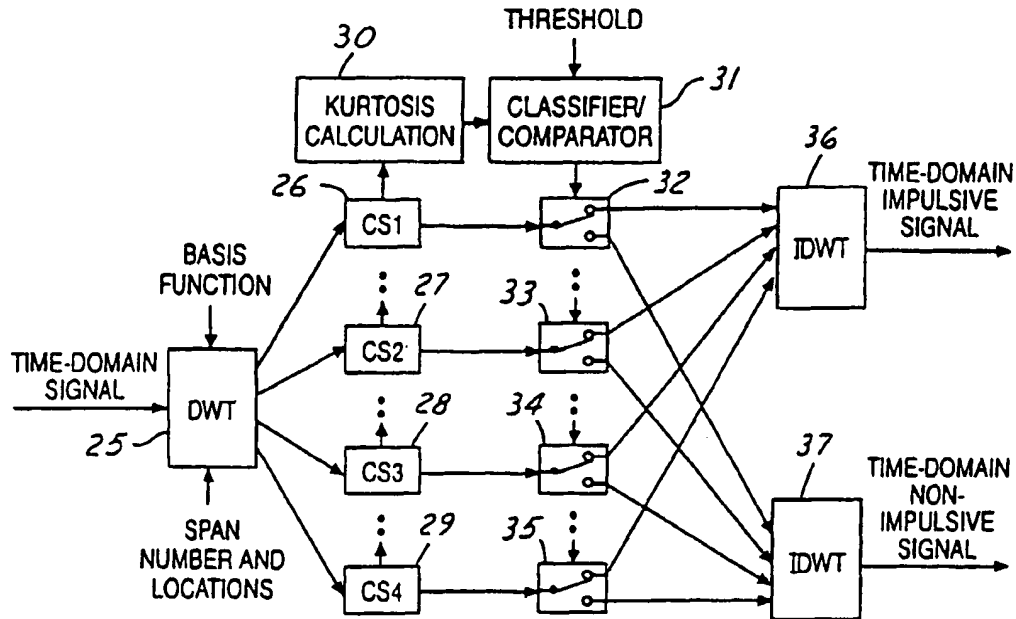 THRESHOLD
30
KURTOSIS
CALCULATION
CLASSIFIER/
COMPARATOR
31
26
CS1
32
36
IDWT
TIME-DOMAIN
IMPULSIVE
SIGNAL
BASIS
FUNCTION
27
CS2
33
TIME-DOMAIN
SIGNAL
DWT
25
28
CS3
34
37
IDWT
TIME-DOMAIN
NON-
IMPULSIVE
SIGNAL
SPAN
NUMBER AND
LOCATIONS
29
CS4
35